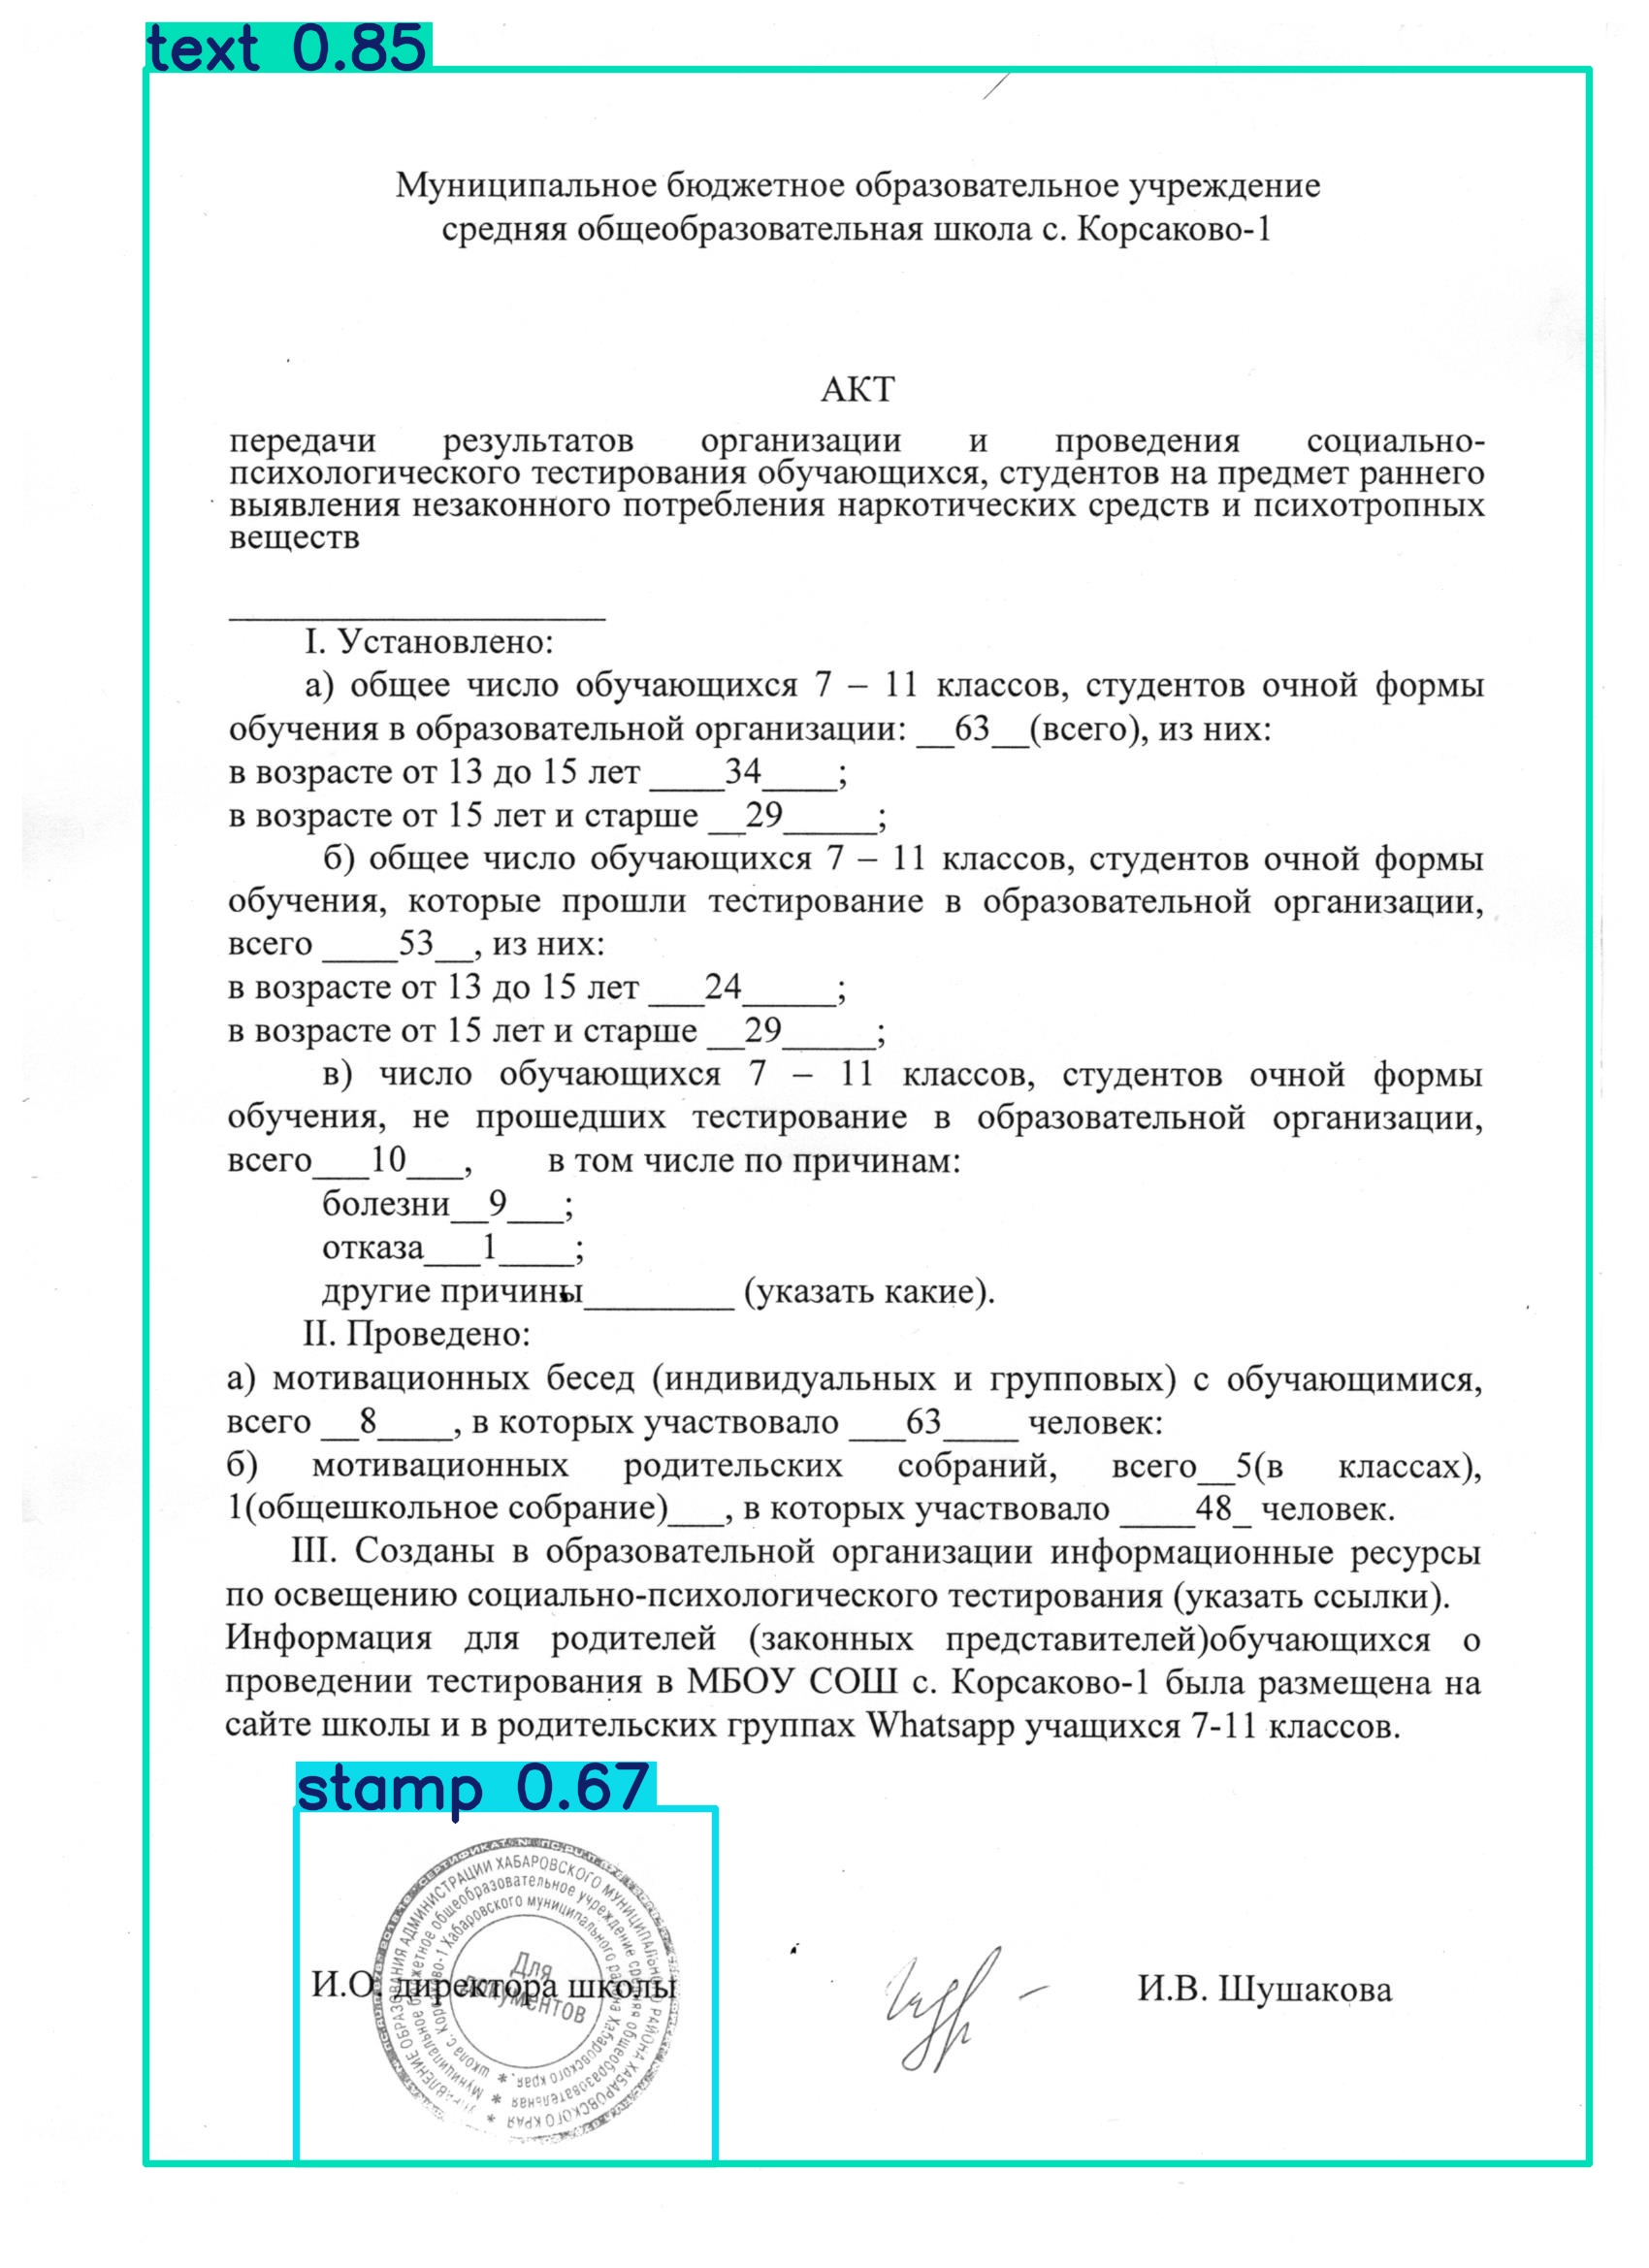 text 0.85
Муниципальное бюджетное образовательное учреждение
средняя общеобразовательная школа с. Корсаково-1
АКТ
передачи результатов организации и проведения социально-
психологического тестирования обучающихся, студентов на предмет раннего
выявления незаконного потребления наркотических средств и психотропных
веществ
____________________
I. Установлено:
а) общее число обучающихся 7 – 11 классов, студентов очной формы
обучения в образовательной организации: __63__(всего), из них:
в возрасте от 13 до 15 лет ____34____;
в возрасте от 15 лет и старше __29_____;
б) общее число обучающихся 7 – 11 классов, студентов очной формы
обучения, которые прошли тестирование в образовательной организации,
всего ____53__, из них:
в возрасте от 13 до 15 лет ___24_____;
в возрасте от 15 лет и старше __29_____;
в) число обучающихся 7 – 11 классов, студентов очной формы
обучения, не прошедших тестирование в образовательной организации,
всего___10___, в том числе по причинам:
болезни__9___;
отказа___1____;
другие причины________ (указать какие).
II. Проведено:
а) мотивационных бесед (индивидуальных и групповых) с обучающимися,
всего __8____, в которых участвовало ___63____ человек:
б) мотивационных родительских собраний, всего__5(в классах),
1(общешкольное собрание)___, в которых участвовало ____48_ человек.
III. Созданы в образовательной организации информационные ресурсы
по освещению социально-психологического тестирования (указать ссылки).
Информация для родителей (законных представителей)обучающихся о
проведении тестирования в МБОУ СОШ с. Корсаково-1 была размещена на
сайте школы и в родительских группах Whatsapp учащихся 7-11 классов.
stamp 0.67
ОБРАЗОВАНИЯ АДМИНИСТРАЦИИ ХАБАРОВСКОГО МУНИЦИПАЛЬНОГО РАЙОНА ХАБАРОВСКОГО КРАЯ *
Муниципальное бюджетное общеобразовательное учреждение средняя общеобразовательная *
школа с. Корсаково-1 Хабаровского муниципального района Хабаровского края. *
Для
документов
И.О директора школы
И.В. Шушакова